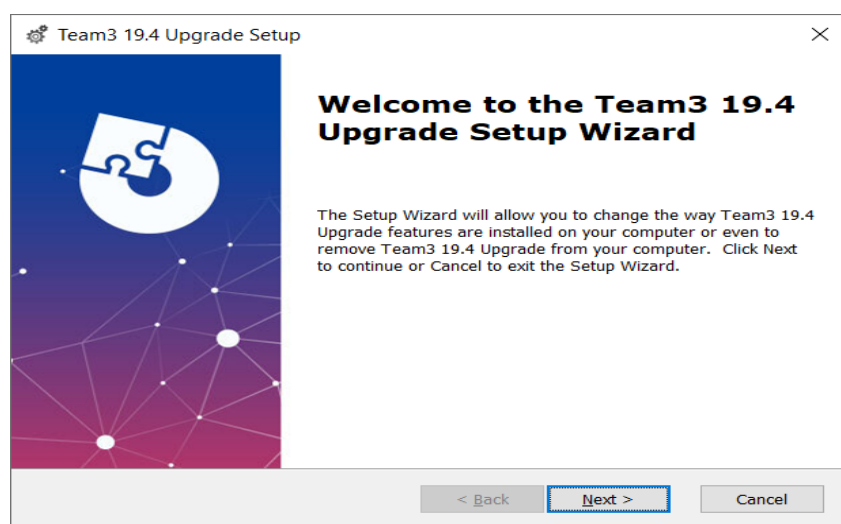 Team3 19.4 Upgrade Setup
Welcome to the Team3 19.4
Upgrade Setup Wizard
The Setup Wizard will allow you to change the way Team3 19.4
Upgrade features are installed on your computer or even to
remove Team3 19.4 Upgrade from your computer.  Click Next
to continue or Cancel to exit the Setup Wizard.
< Back
Next >
Cancel